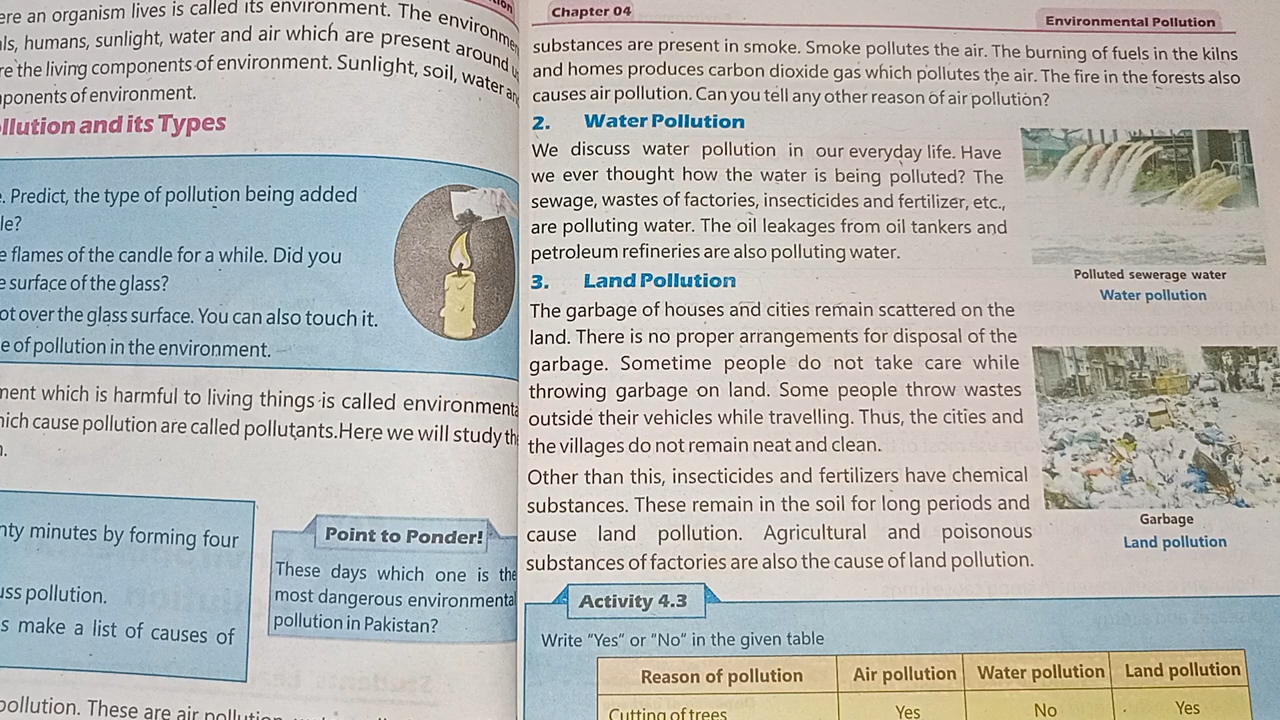 ere an organism lives is called its environment. The
ls, humans, sunlight, water and air which are present around
re the living components of environment. Sunlight, soil, water
ponents of environment.
llution and its Types
. Predict, the type of pollution being added
le?
e flames of the candle for a while. Did you
e surface of the glass?
ot over the glass surface. You can also touch it.
e of pollution in the environment.
ment which is harmful to living things is called
hich cause pollution are called pollutants.Here we will study
nty minutes by forming four
uss pollution.
s make a list of causes of
Point to Ponder!
These days which one is the
most dangerous environmental
pollution in Pakistan?
pollution. These are air
Chapter 04
Environmental Pollution
substances are present in smoke. Smoke pollutes the air. The burning of fuels in the kilns
and homes produces carbon dioxide gas which pollutes the air. The fire in the forests also
causes air pollution. Can you tell any other reason of air pollution?
2. Water Pollution
We discuss water pollution in our everyday life. Have
we ever thought how the water is being polluted? The
sewage, wastes of factories, insecticides and fertilizer, etc.,
are polluting water. The oil leakages from oil tankers and
petroleum refineries are also polluting water.
Polluted sewerage water
Water pollution
3. Land Pollution
The garbage of houses and cities remain scattered on the
land. There is no proper arrangements for disposal of the
garbage. Sometime people do not take care while
throwing garbage on land. Some people throw wastes
outside their vehicles while travelling. Thus, the cities and
the villages do not remain neat and clean.
Other than this, insecticides and fertilizers have chemical
substances. These remain in the soil for long periods and
cause land pollution. Agricultural and poisonous
substances of factories are also the cause of land pollution.
Garbage
Land pollution
Activity 4.3
Write "Yes" or "No" in the given table
Reason of pollution Air pollution Water pollution Land pollution
Cutting of trees Yes No Yes